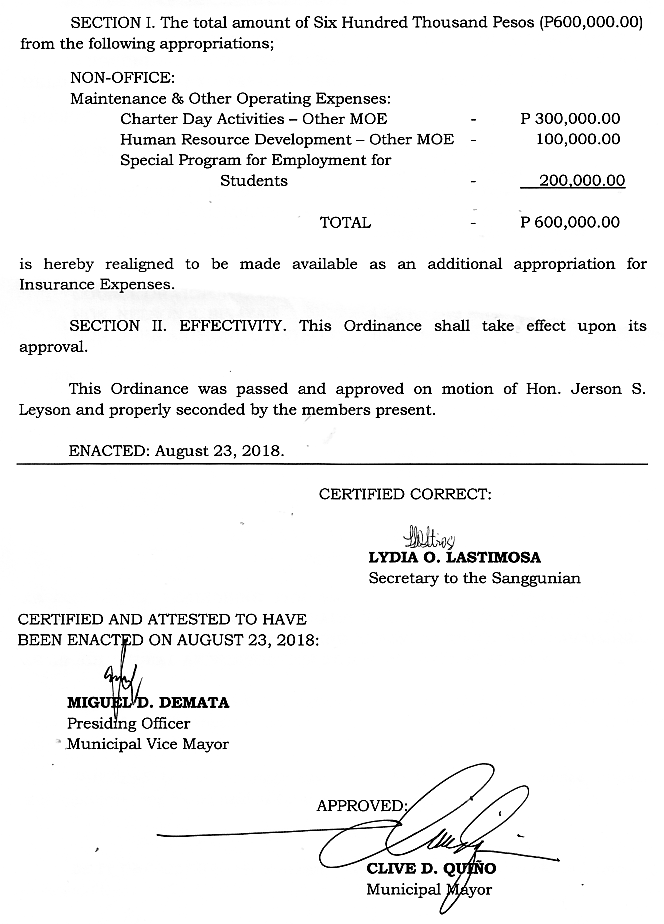 SECTION I. The total amount of Six Hundred Thousand Pesos (P600,000.00)
from the following appropriations;
NON-OFFICE:
Maintenance & Other Operating Expenses:
Charter Day Activities – Other MOE - P 300,000.00
Human Resource Development – Other MOE - 100,000.00
Special Program for Employment for
Students - 200,000.00
TOTAL - P 600,000.00
is hereby realigned to be made available as an additional appropriation for
Insurance Expenses.
SECTION II. EFFECTIVITY. This Ordinance shall take effect upon its
approval.
This Ordinance was passed and approved on motion of Hon. Jerson S.
Leyson and properly seconded by the members present.
ENACTED: August 23, 2018.
CERTIFIED CORRECT:
LYDIA O. LASTIMOSA
Secretary to the Sanggunian
CERTIFIED AND ATTESTED TO HAVE
BEEN ENACTED ON AUGUST 23, 2018:
MIGUEL D. DEMATA
Presiding Officer
Municipal Vice Mayor
APPROVED:
CLIVE D. QUIÑO
Municipal Mayor